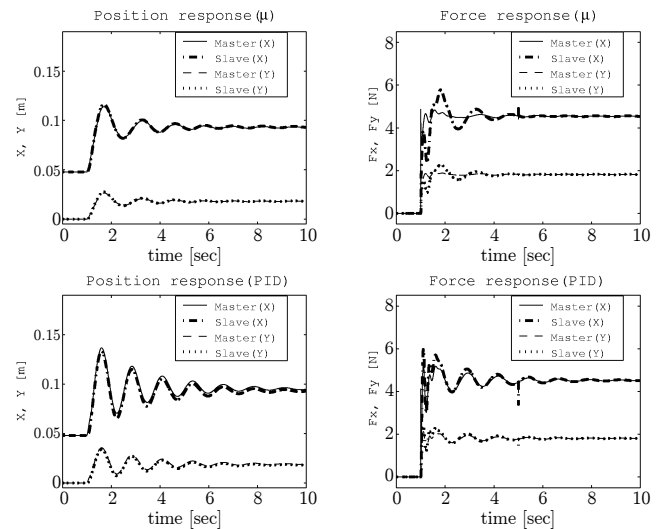 Position response(μ)
Master(X)
Slave(X)
Master(Y)
Slave(Y)
0.15
0.1
0.05
0
X, Y [m]
0 2 4 6 8 10
time [sec]
Force response(μ)
Master(X)
Slave(X)
Master(Y)
Slave(Y)
8
6
4
2
0
Fx, Fy [N]
0 2 4 6 8 10
time [sec]
Position response(PID)
Master(X)
Slave(X)
Master(Y)
Slave(Y)
0.15
0.1
0.05
0
X, Y [m]
0 2 4 6 8 10
time [sec]
Force response(PID)
Master(X)
Slave(X)
Master(Y)
Slave(Y)
8
6
4
2
0
Fx, Fy [N]
0 2 4 6 8 10
time [sec]